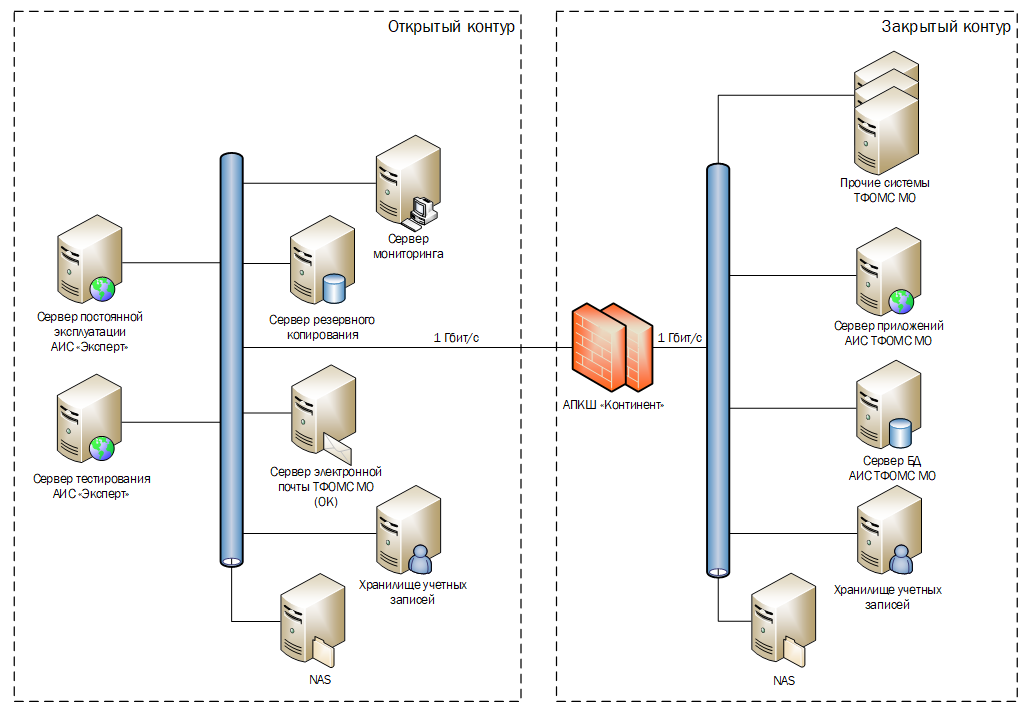 Открытый контур
Сервер
мониторинга
Сервер постоянной
эксплуатации
АИС «Эксперт»
Сервер резервного
копирования
1 Гбит/с
Сервер тестирования
АИС «Эксперт»
Сервер электронной
почты ТФОМС МО
(ОК)
Хранилище учетных
записей
NAS
АПКШ «Континент»
Закрытый контур
Прочие системы
ТФОМС МО
1 Гбит/с
Сервер приложений
АИС ТФОМС МО
Сервер БД
АИС ТФОМС МО
Хранилище учетных
записей
NAS